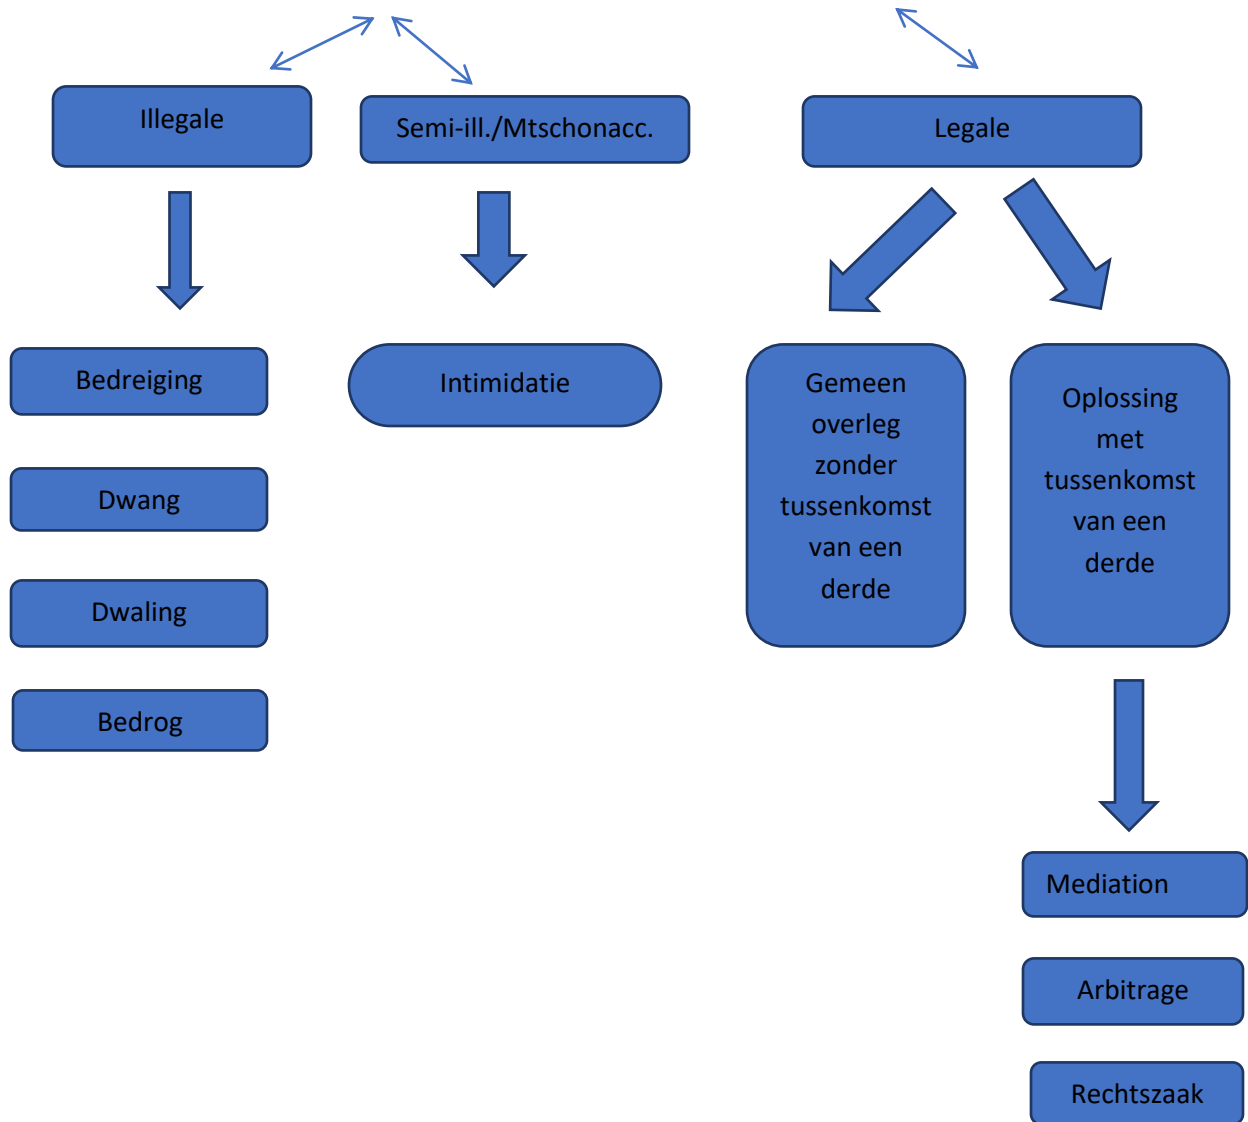 Illegale
Semi-ill./Mtschonacc.
Legale
Bedreiging
Dwang
Dwaling
Bedrog
Intimidatie
Gemeen
overleg
zonder
tussenkomst
van een
derde
Oplossing
met
tussenkomst
van een
derde
Mediation
Arbitrage
Rechtszaak